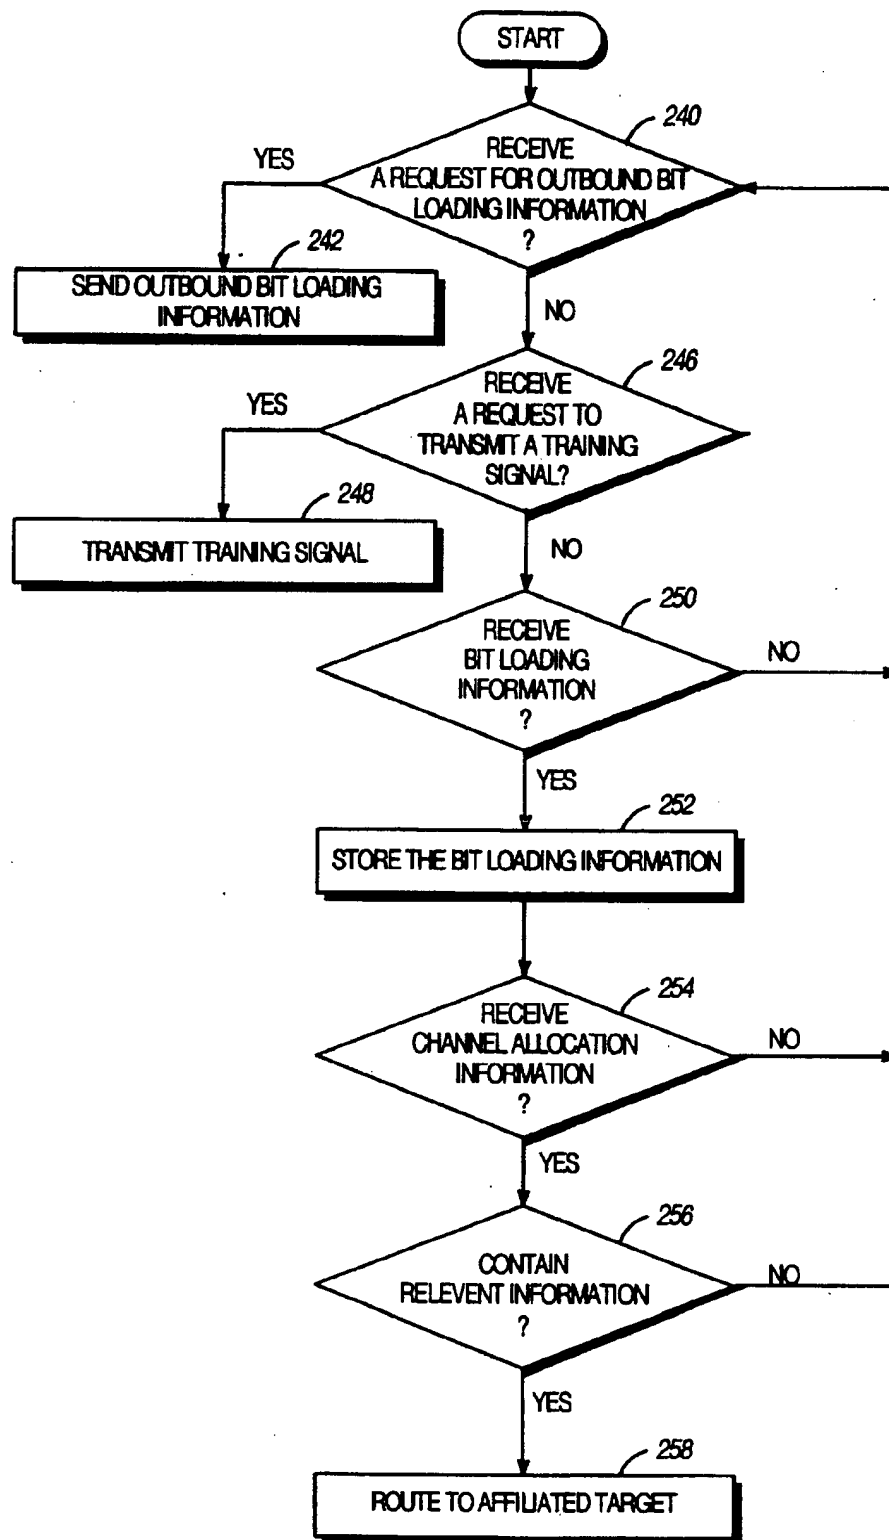 START
240
RECEIVE
A REQUEST FOR OUTBOUND BIT
LOADING INFORMATION
?
YES
242
SEND OUTBOUND BIT LOADING
INFORMATION
NO
246
RECEIVE
A REQUEST TO
TRANSMIT A TRAINING
SIGNAL?
YES
248
TRANSMIT TRAINING SIGNAL
NO
250
RECEIVE
BIT LOADING
INFORMATION
?
NO
YES
252
STORE THE BIT LOADING INFORMATION
254
RECEIVE
CHANNEL ALLOCATION
INFORMATION
?
NO
YES
256
CONTAIN
RELEVENT INFORMATION
?
NO
YES
258
ROUTE TO AFFILIATED TARGET